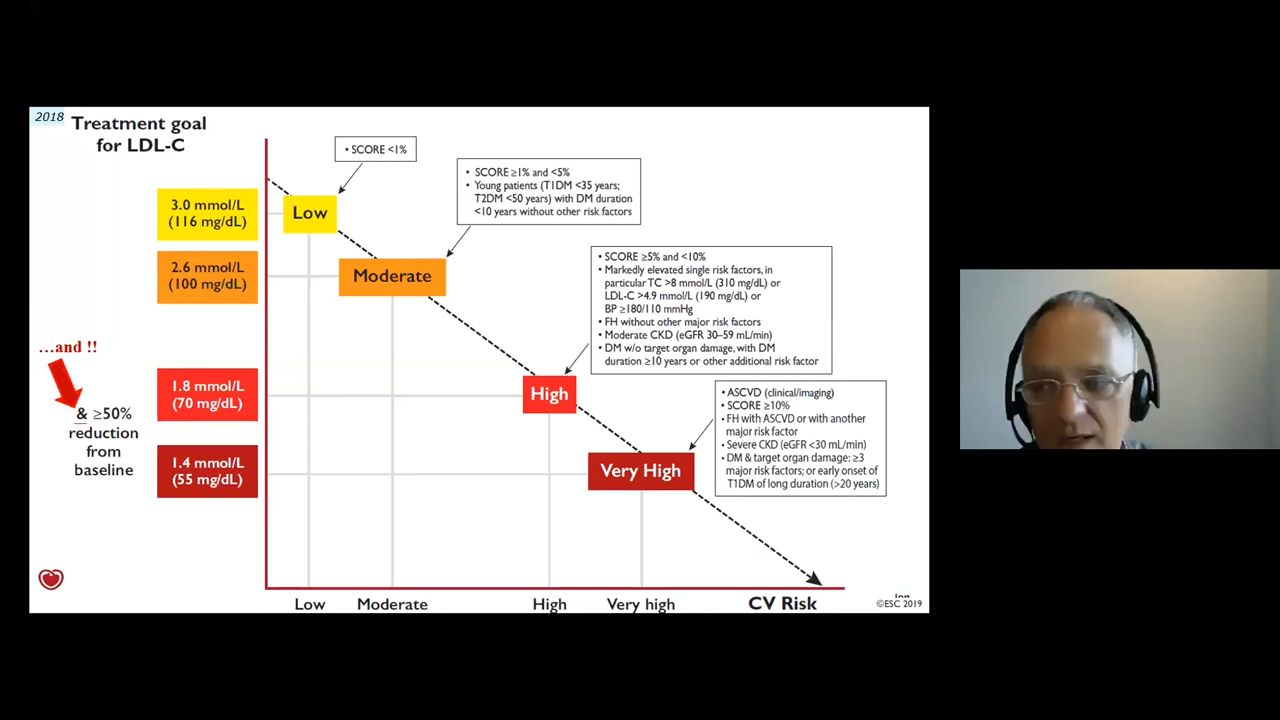 2018
Treatment goal
for LDL-C
• SCORE <1%
• SCORE ≥1% and <5%
• Young patients (T1DM <35 years;
T2DM <50 years) with DM duration
<10 years without other risk factors
3.0 mmol/L
(116 mg/dL)
Low
2.6 mmol/L
(100 mg/dL)
Moderate
• SCORE ≥5% and <10%
• Markedly elevated single risk factors, in
particular TC >8 mmol/L (310 mg/dL) or
LDL-C >4.9 mmol/L (190 mg/dL) or
BP ≥180/110 mmHg
• FH without other major risk factors
• Moderate CKD (eGFR 30–59 mL/min)
• DM w/o target organ damage, with DM
duration ≥10 years or other additional risk factor
...and !!
1.8 mmol/L
(70 mg/dL)
High
& ≥50%
reduction
from
baseline
• ASCVD (clinical/imaging)
• SCORE ≥10%
• FH with ASCVD or with another
major risk factor
• Severe CKD (eGFR <30 mL/min)
• DM & target organ damage: ≥3
major risk factors; or early onset of
T1DM of long duration (>20 years)
1.4 mmol/L
(55 mg/dL)
Very High
Low Moderate High Very high CV Risk
©ESC 2019